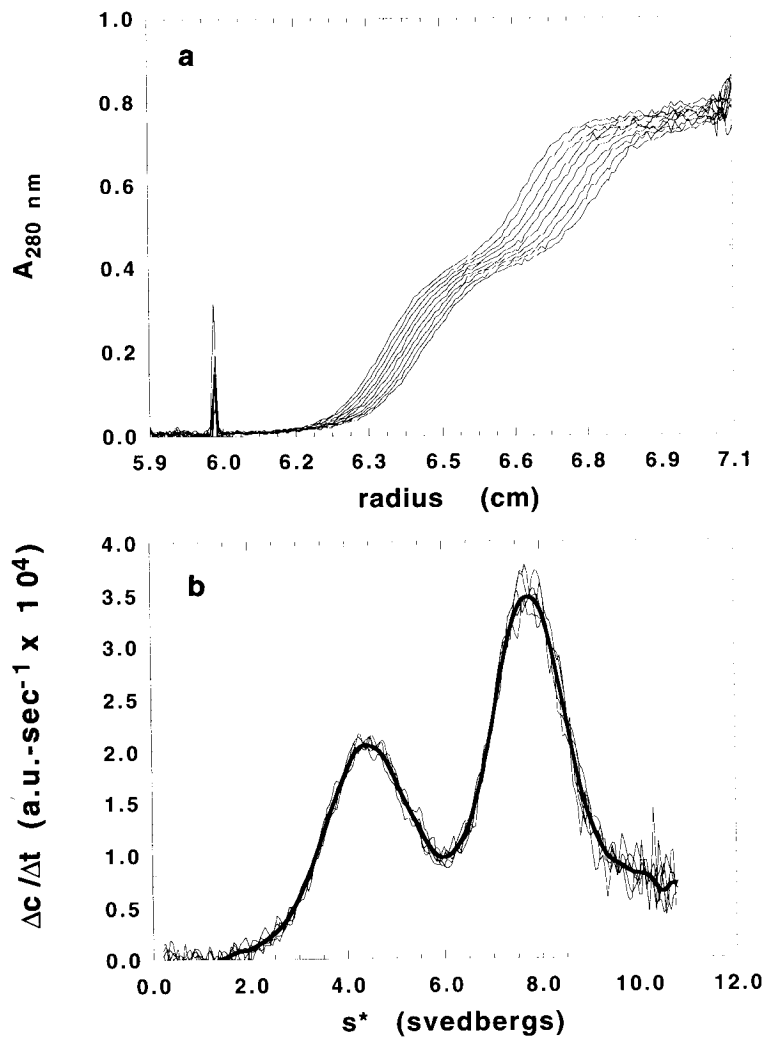 a
1.0
0.8
0.6
0.4
0.2
0.0
A280 nm
5.9 6.0 6.2 6.3 6.5 6.6 6.8 6.9 7.1
radius (cm)
b
4.0
3.5
3.0
2.5
2.0
1.5
1.0
0.5
0.0
Δc/Δt (a.u.-sec-1 x 104)
0.0 2.0 4.0 6.0 8.0 10.0 12.0
s* (svedbergs)